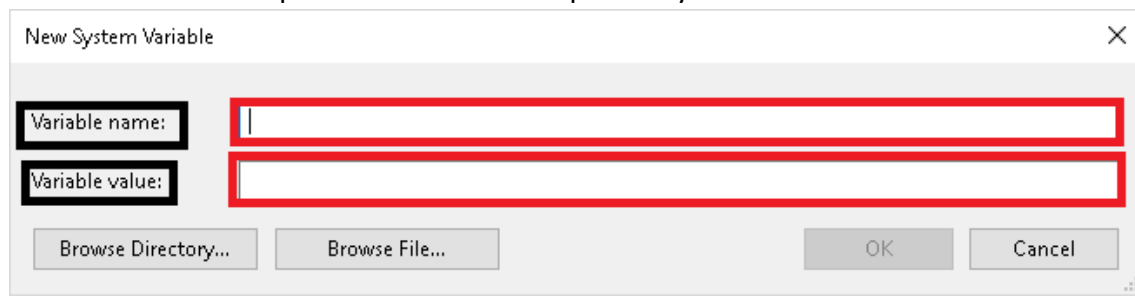 New System Variable
Variable name:
Variable value:
Browse Directory... Browse File... OK Cancel